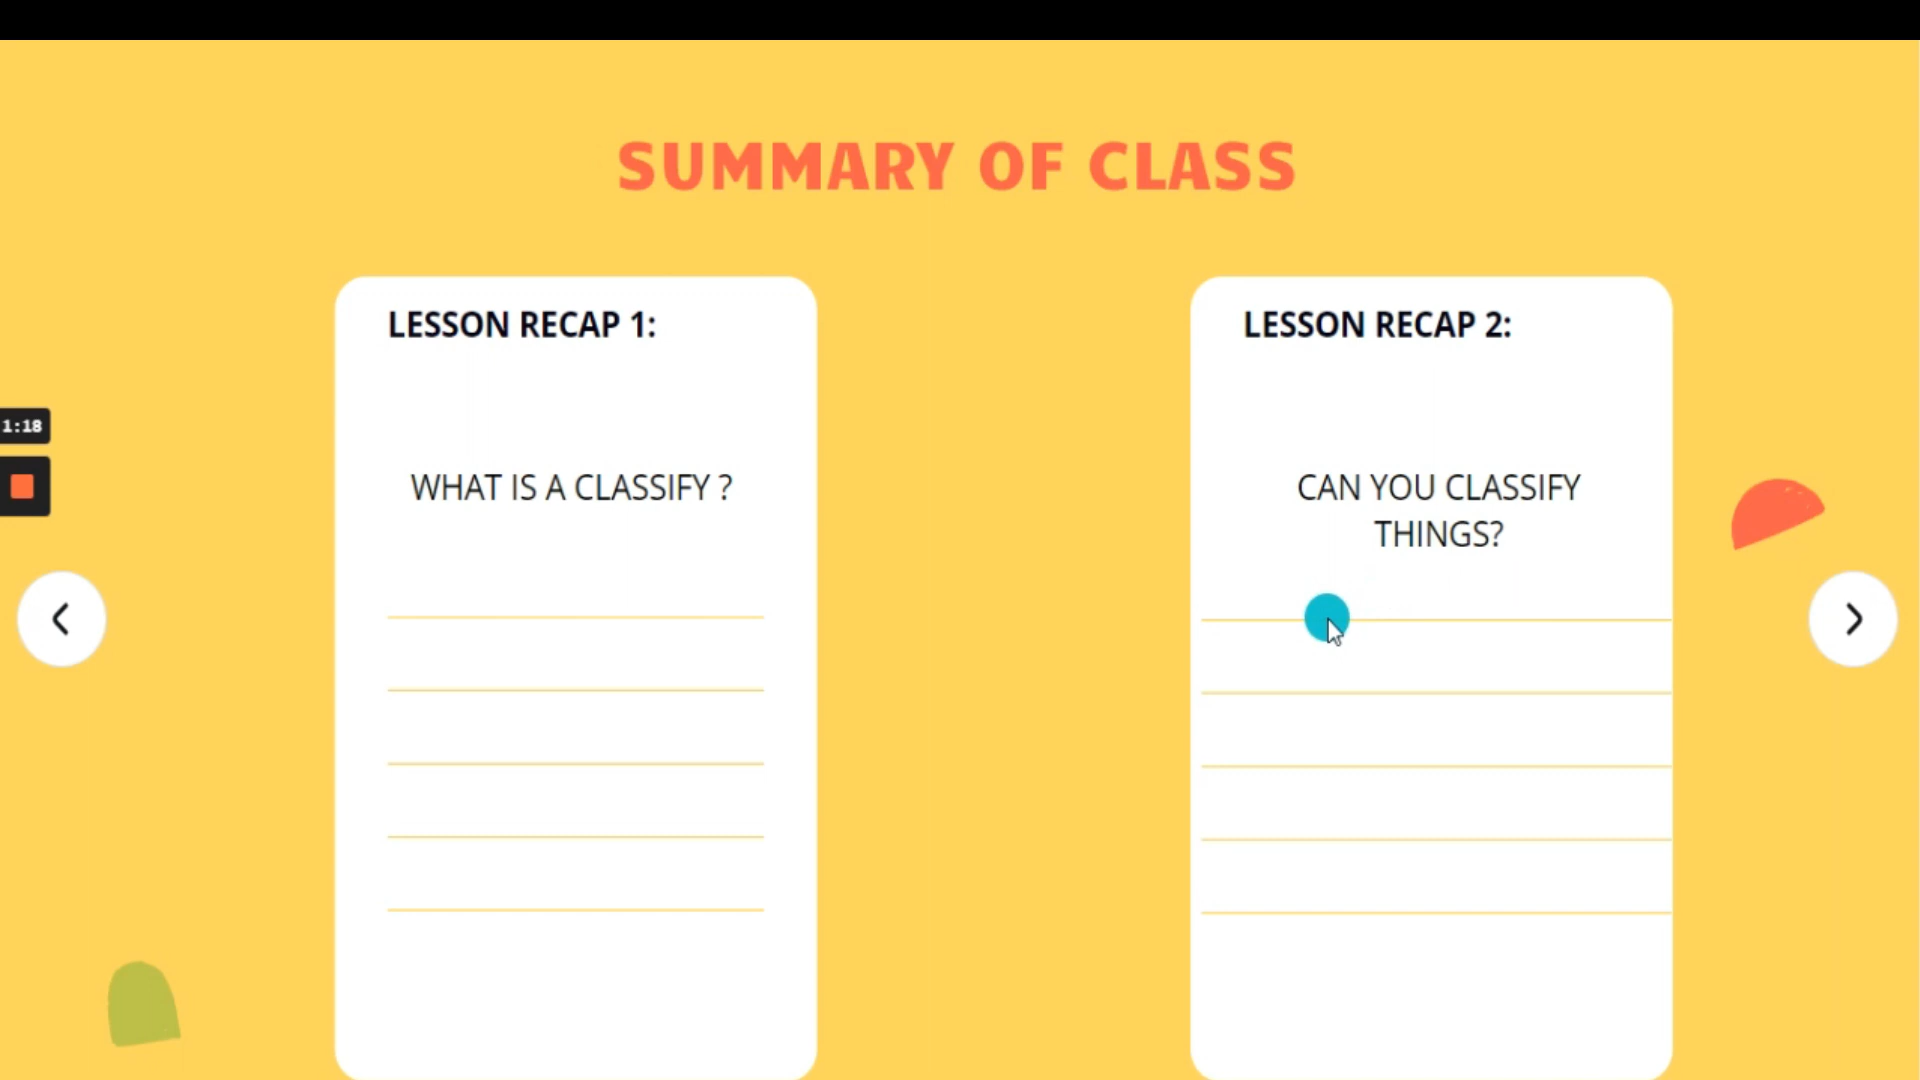 SUMMARY OF CLASS
LESSON RECAP 1:
WHAT IS A CLASSIFY ?
LESSON RECAP 2:
CAN YOU CLASSIFY
THINGS?
1:18